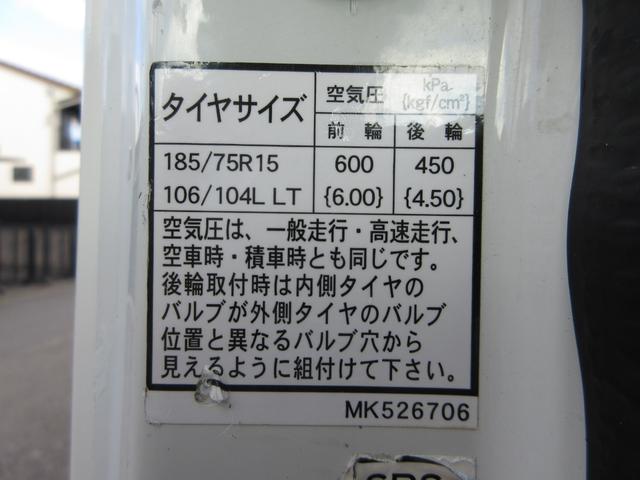 タイヤサイズ 空気圧 kPa {kgf/cm²}
前輪 後輪
185/75R15 600 450
106/104L LT {6.00} {4.50}
空気圧は、一般走行・高速走行、
空車時・積車時とも同じです。
後輪取付時は内側タイヤの
バルブが外側タイヤのバルブ
位置と異なるバルブ穴から
見えるように組付けて下さい。
MK526706